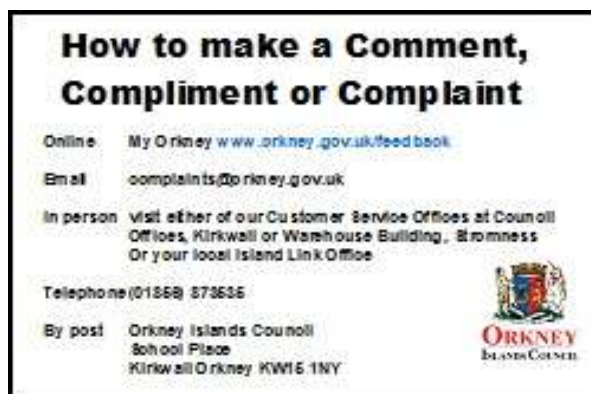 How to make a Comment,
Compliment or Complaint
Online My Orkney www.orkney.gov.uk/feedback
Email complaints@orkney.gov.uk
In person visit either of our Customer Service Offices at Council
Offices, Kirkwall or Warehouse Building, Stromness
Or your local Island Link Office
Telephone (01856) 873535
By post Orkney Islands Council
School Place
Kirkwall Orkney KW15 1NY
ORKNEY
ISLANDS COUNCIL